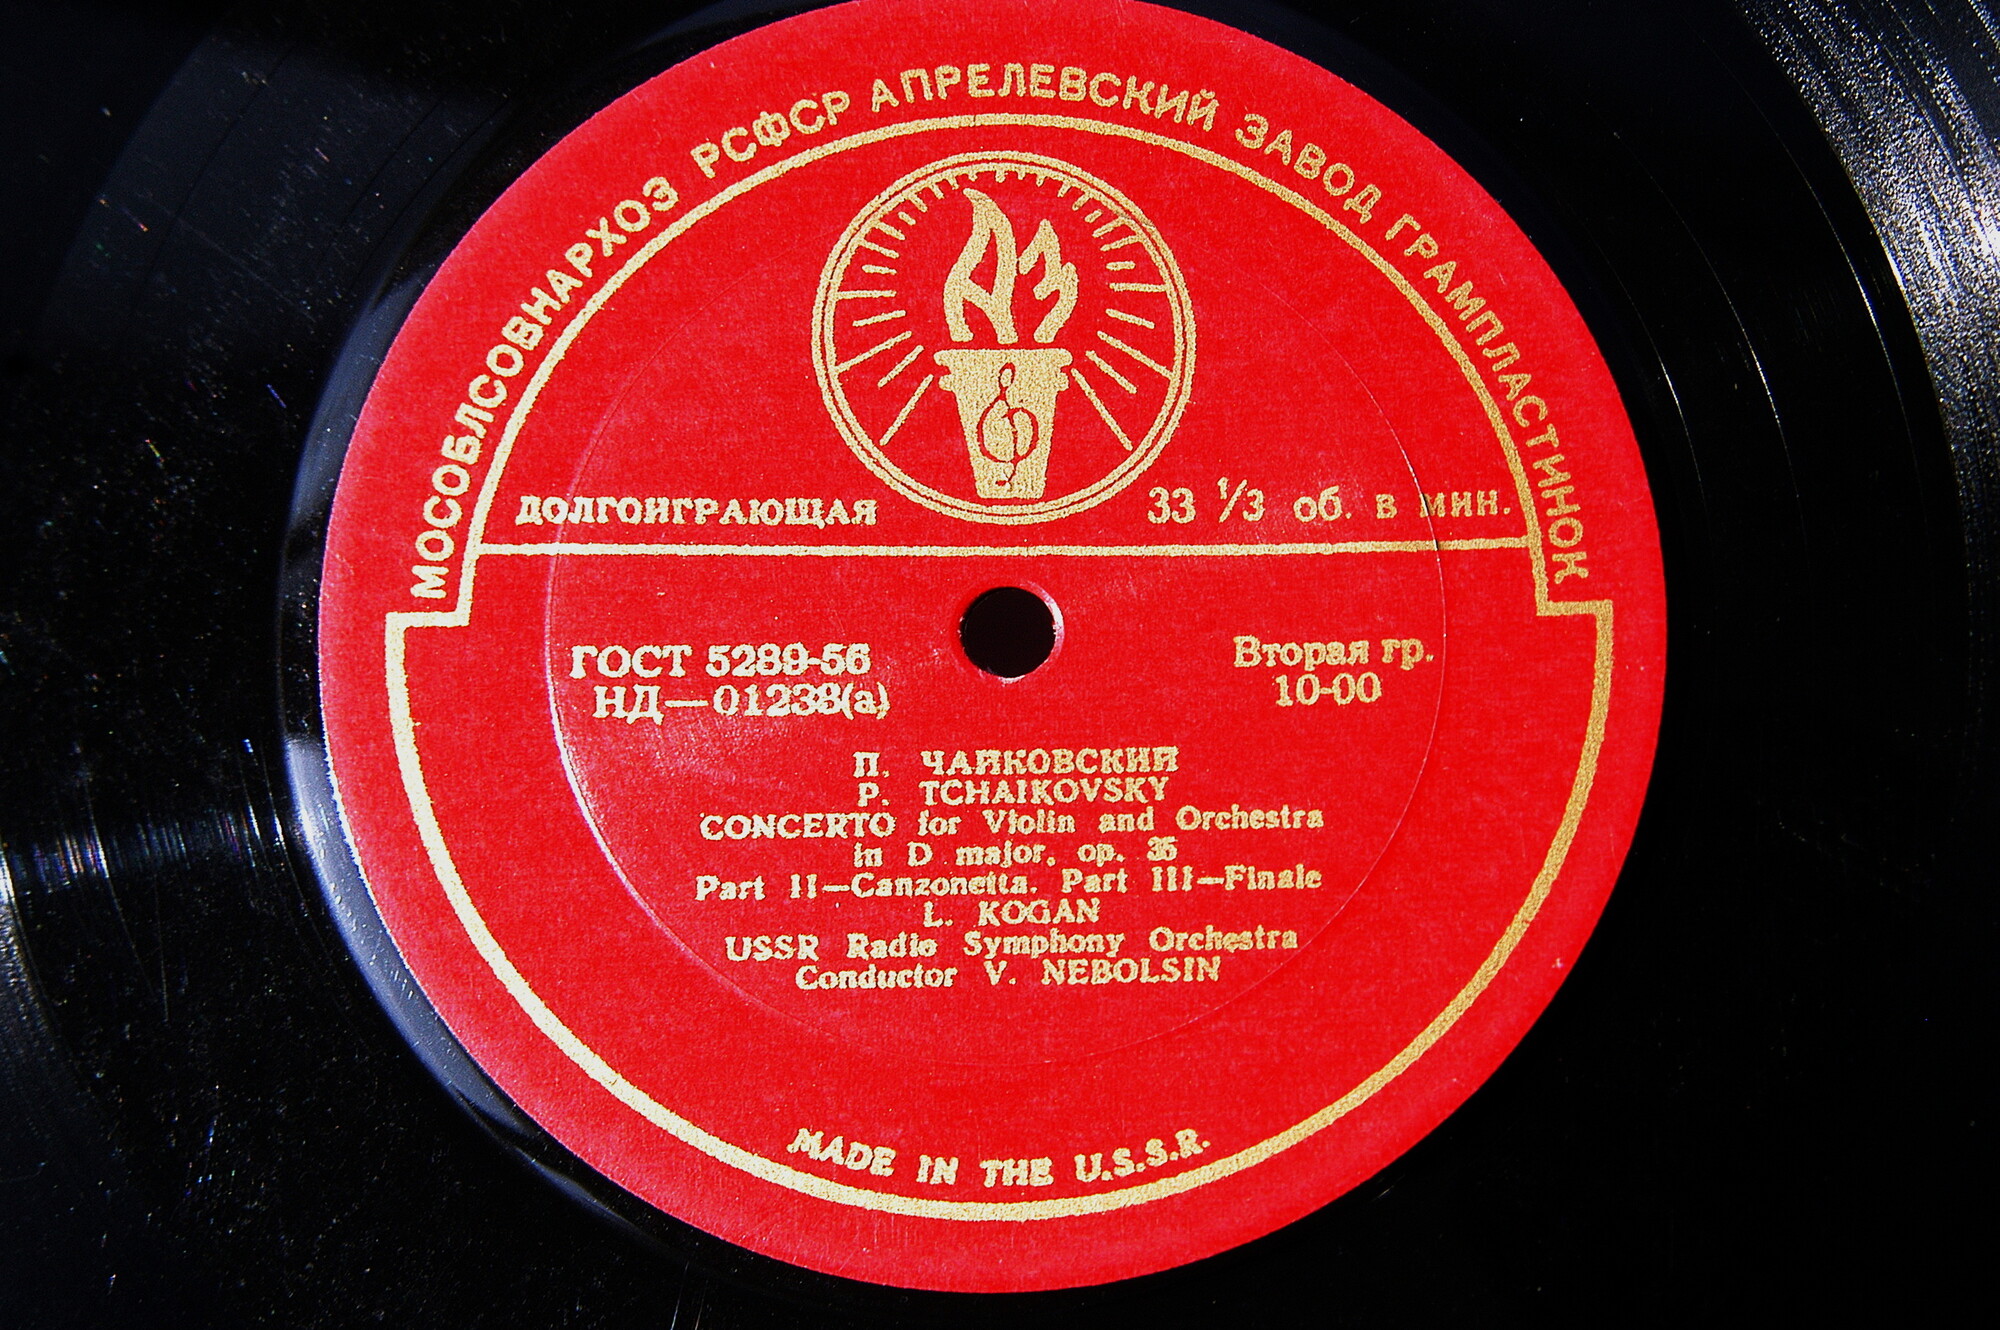 МОСОБЛСОВНАРХОЗ РСФСР АПРЕЛЕВСКИЙ ЗАВОД ГРАМПЛАСТИНОК
АЗ
ДОЛГОИГРАЮЩАЯ 33 1/3 об. в мин.
ГОСТ 5289-56 Вторая гр.
НД—01238(а) 10-00
П. ЧАЙКОВСКИЙ
P. TCHAIKOVSKY
CONCERTO for Violin and Orchestra
in D major, op. 35
Part II—Canzonetta. Part III—Finale
L. KOGAN
USSR Radio Symphony Orchestra
Conductor V. NEBOLSIN
MADE IN THE U.S.S.R.